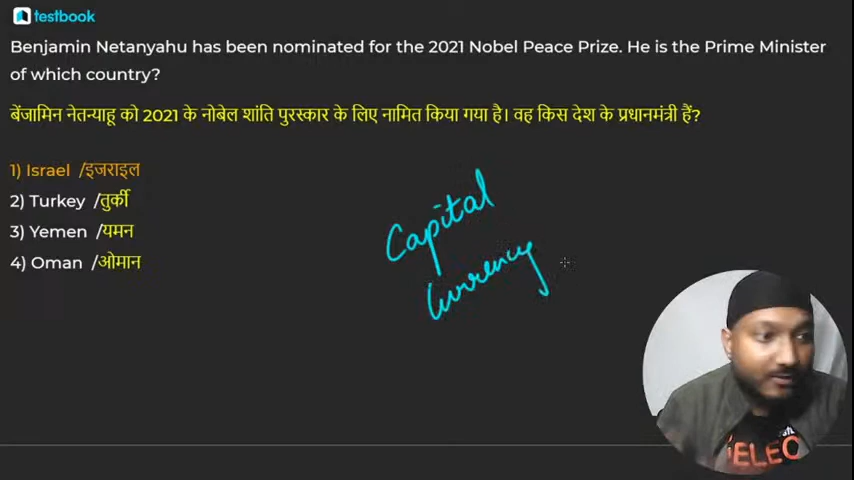 testbook
Benjamin Netanyahu has been nominated for the 2021 Nobel Peace Prize. He is the Prime Minister
of which country?
बेंजामिन नेतन्याहू को 2021 के नोबेल शांति पुरस्कार के लिए नामित किया गया है। वह किस देश के प्रधानमंत्री हैं?
1) Israel /इजराइल
2) Turkey /तुर्की
3) Yemen /यमन
4) Oman /ओमान
Capital
Currency